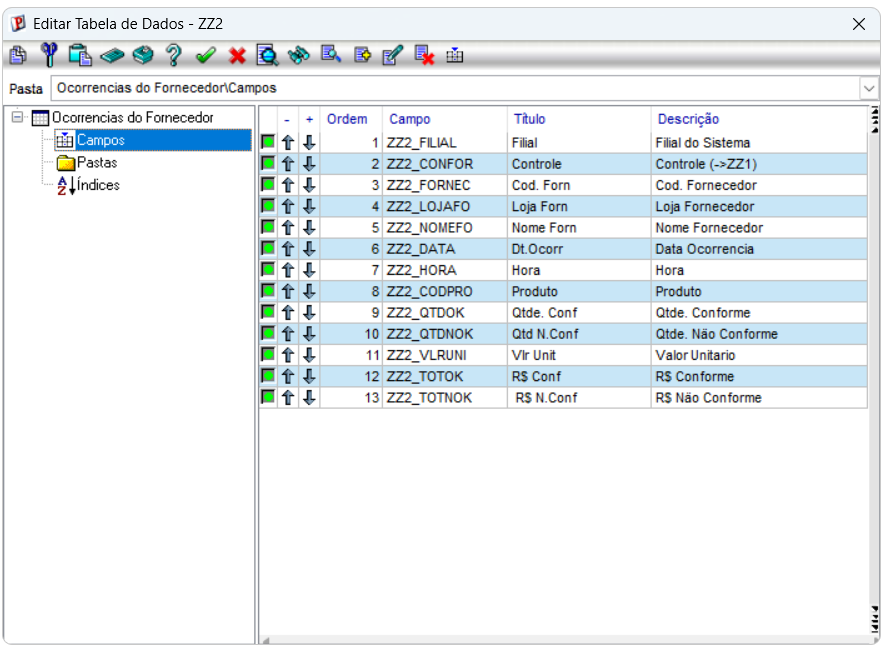 Editar Tabela de Dados - ZZ2
Pasta Ocorrencias do Fornecedor\Campos
Ocorrencias do Fornecedor
Campos
Pastas
Índices
- + Ordem Campo Título Descrição
1 ZZ2_FILIAL Filial Filial do Sistema
2 ZZ2_CONFOR Controle Controle (->ZZ1)
3 ZZ2_FORNEC Cod. Forn Cod. Fornecedor
4 ZZ2_LOJAFO Loja Forn Loja Fornecedor
5 ZZ2_NOMEFO Nome Forn Nome Fornecedor
6 ZZ2_DATA Dt.Ocorr Data Ocorrencia
7 ZZ2_HORA Hora Hora
8 ZZ2_CODPRO Produto Produto
9 ZZ2_QTDOK Qtde. Conf Qtde. Conforme
10 ZZ2_QTDNOK Qtd N.Conf Qtde. Não Conforme
11 ZZ2_VLRUNI Vlr Unit Valor Unitario
12 ZZ2_TOTOK R$ Conf R$ Conforme
13 ZZ2_TOTNOK R$ N.Conf R$ Não Conforme